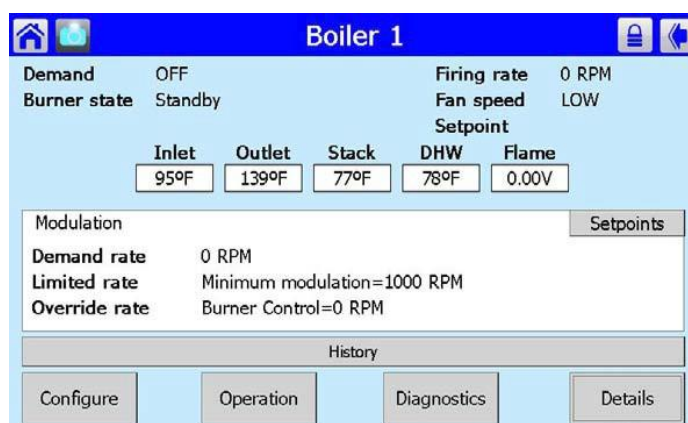 Boiler 1
Demand OFF Firing rate 0 RPM
Burner state Standby Fan speed LOW
Setpoint
Inlet Outlet Stack DHW Flame
95ºF 139ºF 77ºF 78ºF 0.00V
Modulation Setpoints
Demand rate 0 RPM
Limited rate Minimum modulation=1000 RPM
Override rate Burner Control=0 RPM
History
Configure Operation Diagnostics Details